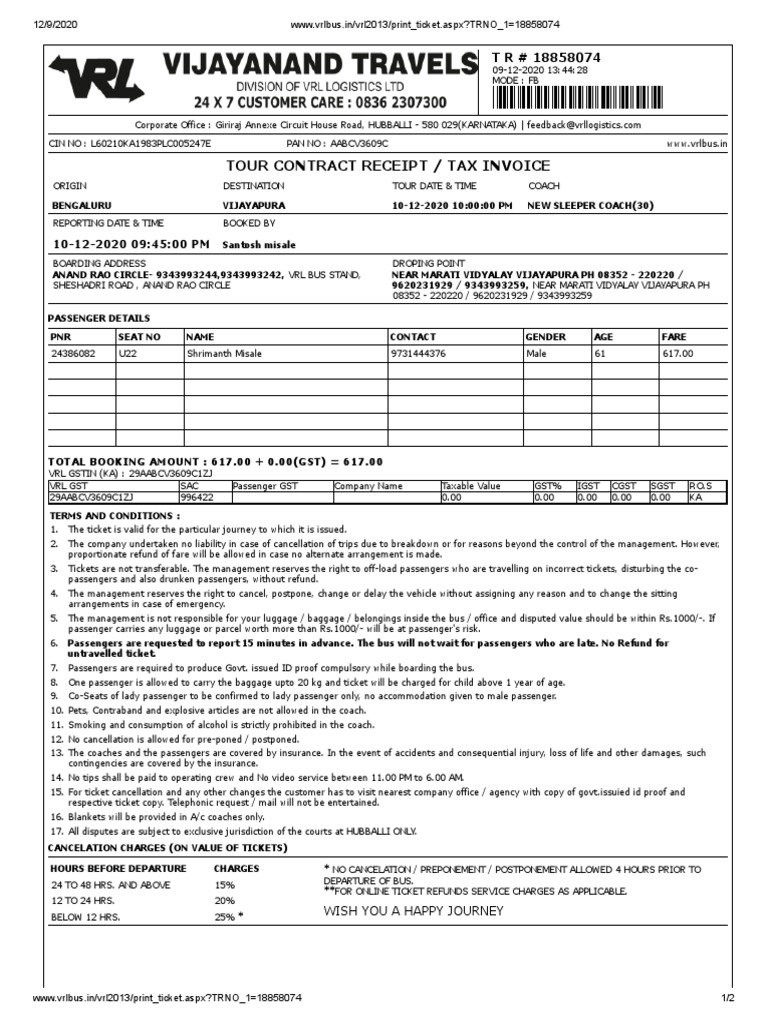 12/9/2020 www.vrlbus.in/vrl2013/print_ticket.aspx?TRNO_1=18858074
VRL
VIJAYANAND TRAVELS
DIVISION OF VRL LOGISTICS LTD
24 X 7 CUSTOMER CARE : 0836 2307300
T R # 18858074
09-12-2020 13:44:28
MODE : FB
Corporate Office : Giriraj Annexe Circuit House Road, HUBBALLI - 580 029(KARNATAKA) | feedback@vrllogistics.com
CIN NO : L60210KA1983PLC005247E PAN NO : AABCV3609C www.vrlbus.in
TOUR CONTRACT RECEIPT / TAX INVOICE
ORIGIN DESTINATION TOUR DATE & TIME COACH
BENGALURU VIJAYAPURA 10-12-2020 10:00:00 PM NEW SLEEPER COACH(30)
REPORTING DATE & TIME BOOKED BY
10-12-2020 09:45:00 PM Santosh misale
BOARDING ADDRESS DROPING POINT
ANAND RAO CIRCLE- 9343993244,9343993242, VRL BUS STAND, NEAR MARATI VIDYALAY VIJAYAPURA PH 08352 - 220220 /
SHESHADRI ROAD , ANAND RAO CIRCLE 9620231929 / 9343993259, NEAR MARATI VIDYALAY VIJAYAPURA PH
08352 - 220220 / 9620231929 / 9343993259
PASSENGER DETAILS
PNR SEAT NO NAME CONTACT GENDER AGE FARE
24386082 U22 Shrimanth Misale 9731444376 Male 61 617.00
TOTAL BOOKING AMOUNT : 617.00 + 0.00(GST) = 617.00
VRL GSTIN (KA) : 29AABCV3609C1ZJ
VRL GST SAC Passenger GST Company Name Taxable Value GST% IGST CGST SGST RO.S
29AABCV3609C1ZJ 996422 0.00 0.00 0.00 0.00 0.00 KA
TERMS AND CONDITIONS :
1. The ticket is valid for the particular journey to which it is issued.
2. The company undertaken no liability in case of cancellation of trips due to breakdown or for reasons beyond the control of the management. However,
proportionate refund of fare will be allowed in case no alternate arrangement is made.
3. Tickets are not transferable. The management reserves the right to off-load passengers who are travelling on incorrect tickets, disturbing the co-
passengers and also drunken passengers, without refund.
4. The management reserves the right to cancel, postpone, change or delay the vehicle without assigning any reason and to change the sitting
arrangements in case of emergency.
5. The management is not responsible for your luggage / baggage / belongings inside the bus / office and disputed value should be within Rs.1000/-. If
passenger carries any luggage or parcel worth more than Rs.1000/- will be at passenger's risk.
6. Passengers are requested to report 15 minutes in advance. The bus will not wait for passengers who are late. No Refund for
untravelled ticket.
7. Passengers are required to produce Govt. issued ID proof compulsory while boarding the bus.
8. One passenger is allowed to carry the baggage upto 20 kg and ticket will be charged for child above 1 year of age.
9. Co-Seats of lady passenger to be confirmed to lady passenger only, no accommodation given to male passenger.
10. Pets, Contraband and explosive articles are not allowed in the coach.
11. Smoking and consumption of alcohol is strictly prohibited in the coach.
12. No cancellation is allowed for pre-poned / postponed.
13. The coaches and the passengers are covered by insurance. In the event of accidents and consequential injury, loss of life and other damages, such
contingencies are covered by the insurance.
14. No tips shall be paid to operating crew and No video service between 11.00 PM to 6.00 AM.
15. For ticket cancellation and any other changes the customer has to visit nearest company office / agency with copy of govt.issuied id proof and
respective ticket copy. Telephonic request / mail will not be entertained.
16. Blankets will be provided in A/c coaches only.
17. All disputes are subject to exclusive jurisdiction of the courts at HUBBALLI ONLY.
CANCELATION CHARGES (ON VALUE OF TICKETS)
HOURS BEFORE DEPARTURE CHARGES
24 TO 48 HRS. AND ABOVE 15%
12 TO 24 HRS. 20%
BELOW 12 HRS. 25% *
* NO CANCELATION / PREPONEMENT / POSTPONEMENT ALLOWED 4 HOURS PRIOR TO
DEPARTURE OF BUS.
**FOR ONLINE TICKET REFUNDS SERVICE CHARGES AS APPLICABLE.
WISH YOU A HAPPY JOURNEY
www.vrlbus.in/vrl2013/print_ticket.aspx?TRNO_1=18858074 1/2